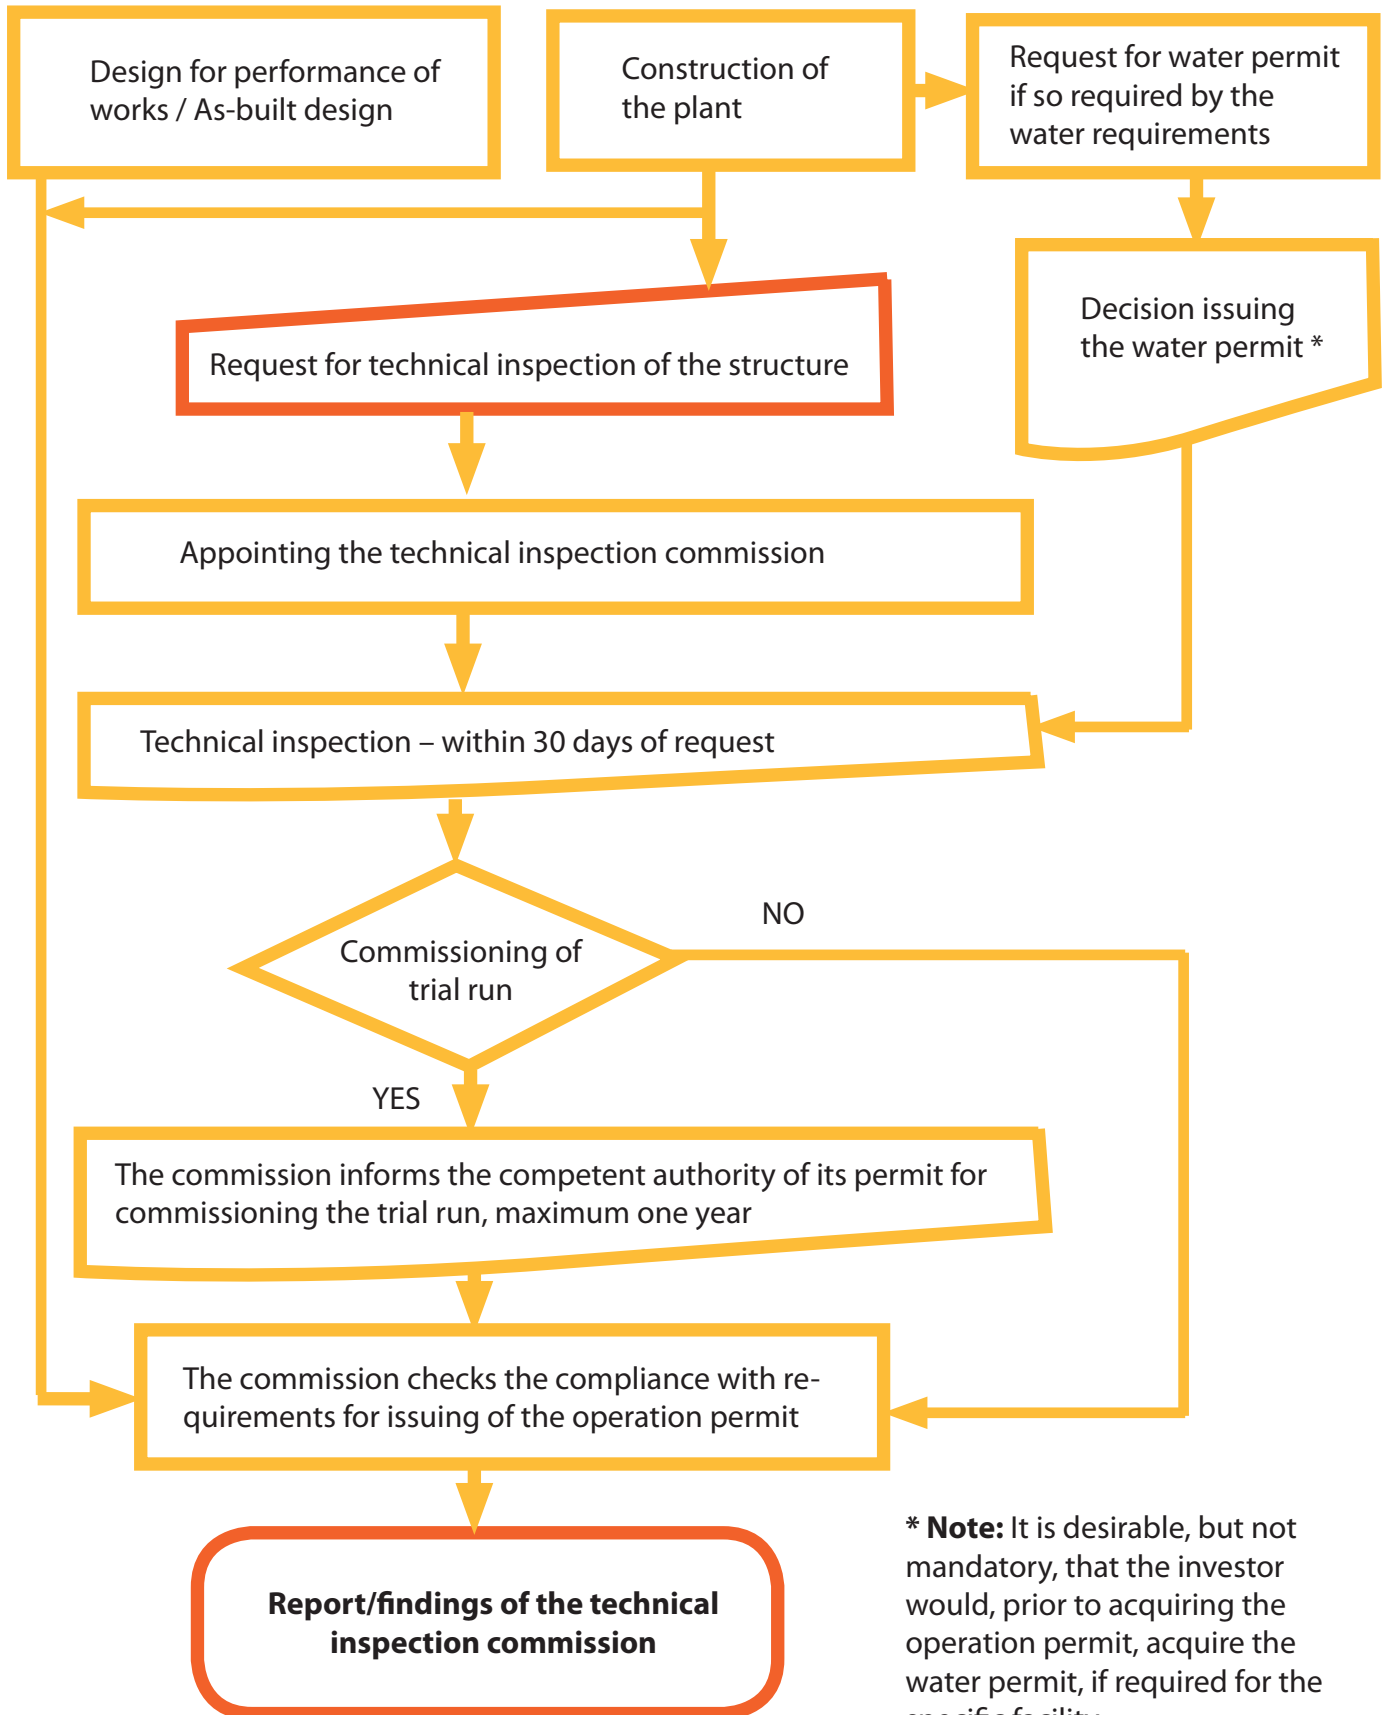 Design for performance of
works / As-built design
Construction of
the plant
Request for water permit
if so required by the
water requirements
Decision issuing
the water permit *
Request for technical inspection of the structure
Appointing the technical inspection commission
Technical inspection – within 30 days of request
Commissioning of
trial run
NO
YES
The commission informs the competent authority of its permit for
commissioning the trial run, maximum one year
The commission checks the compliance with re-
quirements for issuing of the operation permit
Report/findings of the technical
inspection commission
* Note: It is desirable, but not
mandatory, that the investor
would, prior to acquiring the
operation permit, acquire the
water permit, if required for the
specific facility